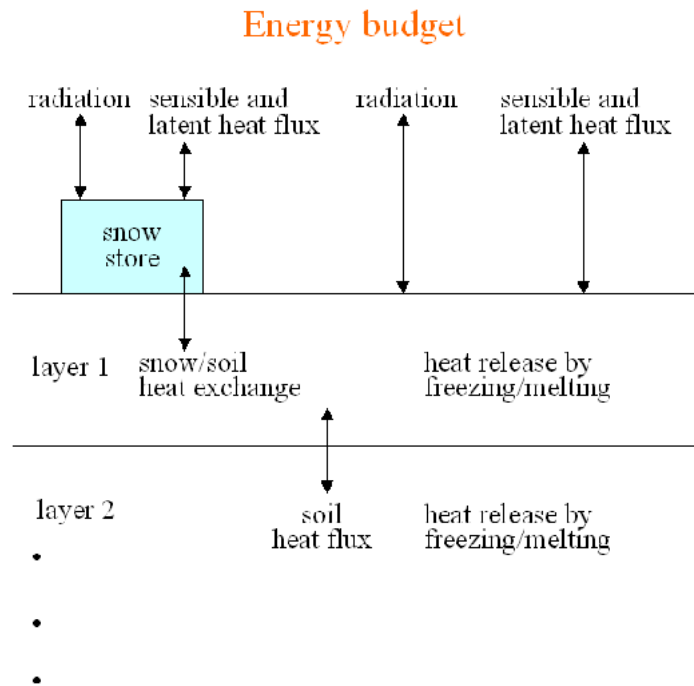 Energy budget
radiation
sensible and
latent heat flux
radiation
sensible and
latent heat flux
snow
store
layer 1
snow/soil
heat exchange
heat release by
freezing/melting
layer 2
soil
heat flux
heat release by
freezing/melting